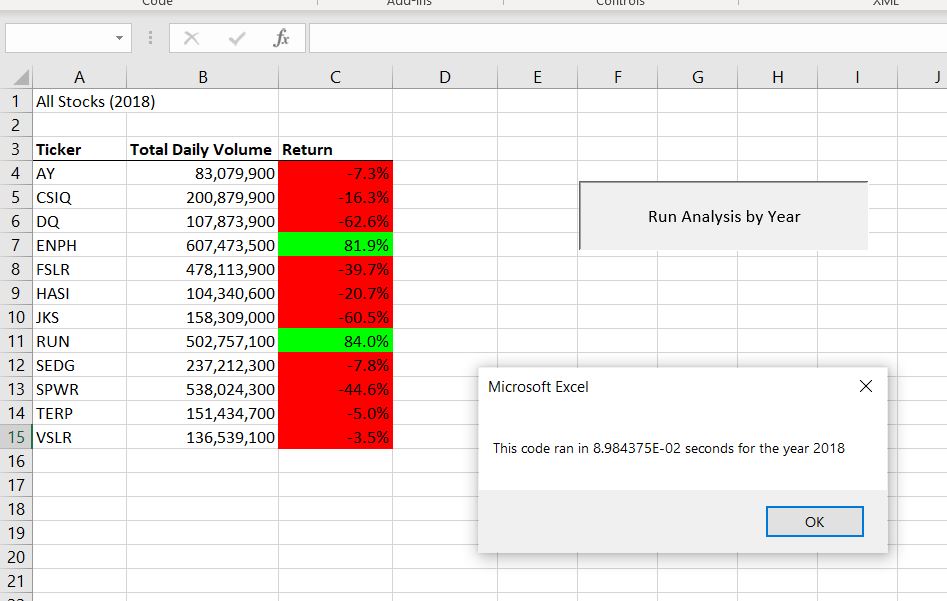 Code Add-ins Controls XML
fx
A B C D E F G H I J
1 All Stocks (2018)
2
3 Ticker Total Daily Volume Return
4 AY 83,079,900 -7.3%
5 CSIQ 200,879,900 -16.3%
6 DQ 107,873,900 -62.6%
Run Analysis by Year
7 ENPH 607,473,500 81.9%
8 FSLR 478,113,900 -39.7%
9 HASI 104,340,600 -20.7%
10 JKS 158,309,000 -60.5%
11 RUN 502,757,100 84.0%
12 SEDG 237,212,300 -7.8%
13 SPWR 538,024,300 -44.6%
14 TERP 151,434,700 -5.0%
15 VSLR 136,539,100 -3.5%
16
17
18
19
20
21
22
Microsoft Excel
This code ran in 8.984375E-02 seconds for the year 2018
OK